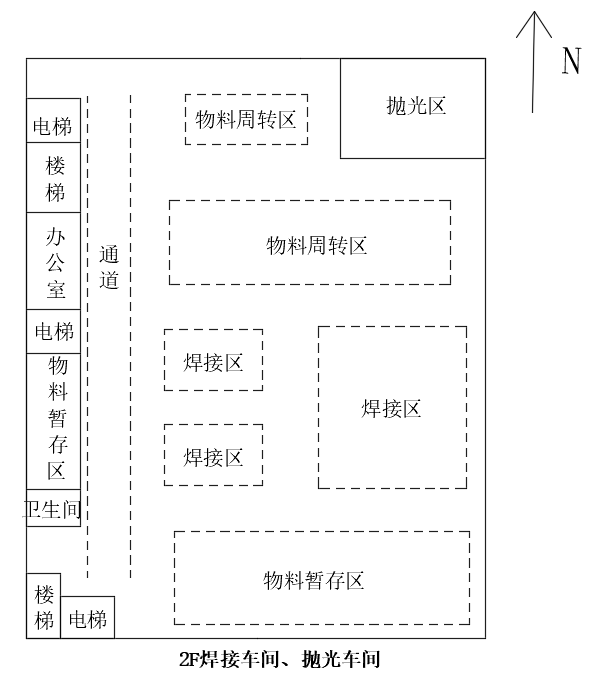 N
抛光区
物料周转区
电梯
楼梯
办公室
电梯
物料暂存区
卫生间
楼梯
电梯
通道
物料周转区
焊接区
焊接区
焊接区
物料暂存区
2F焊接车间、抛光车间